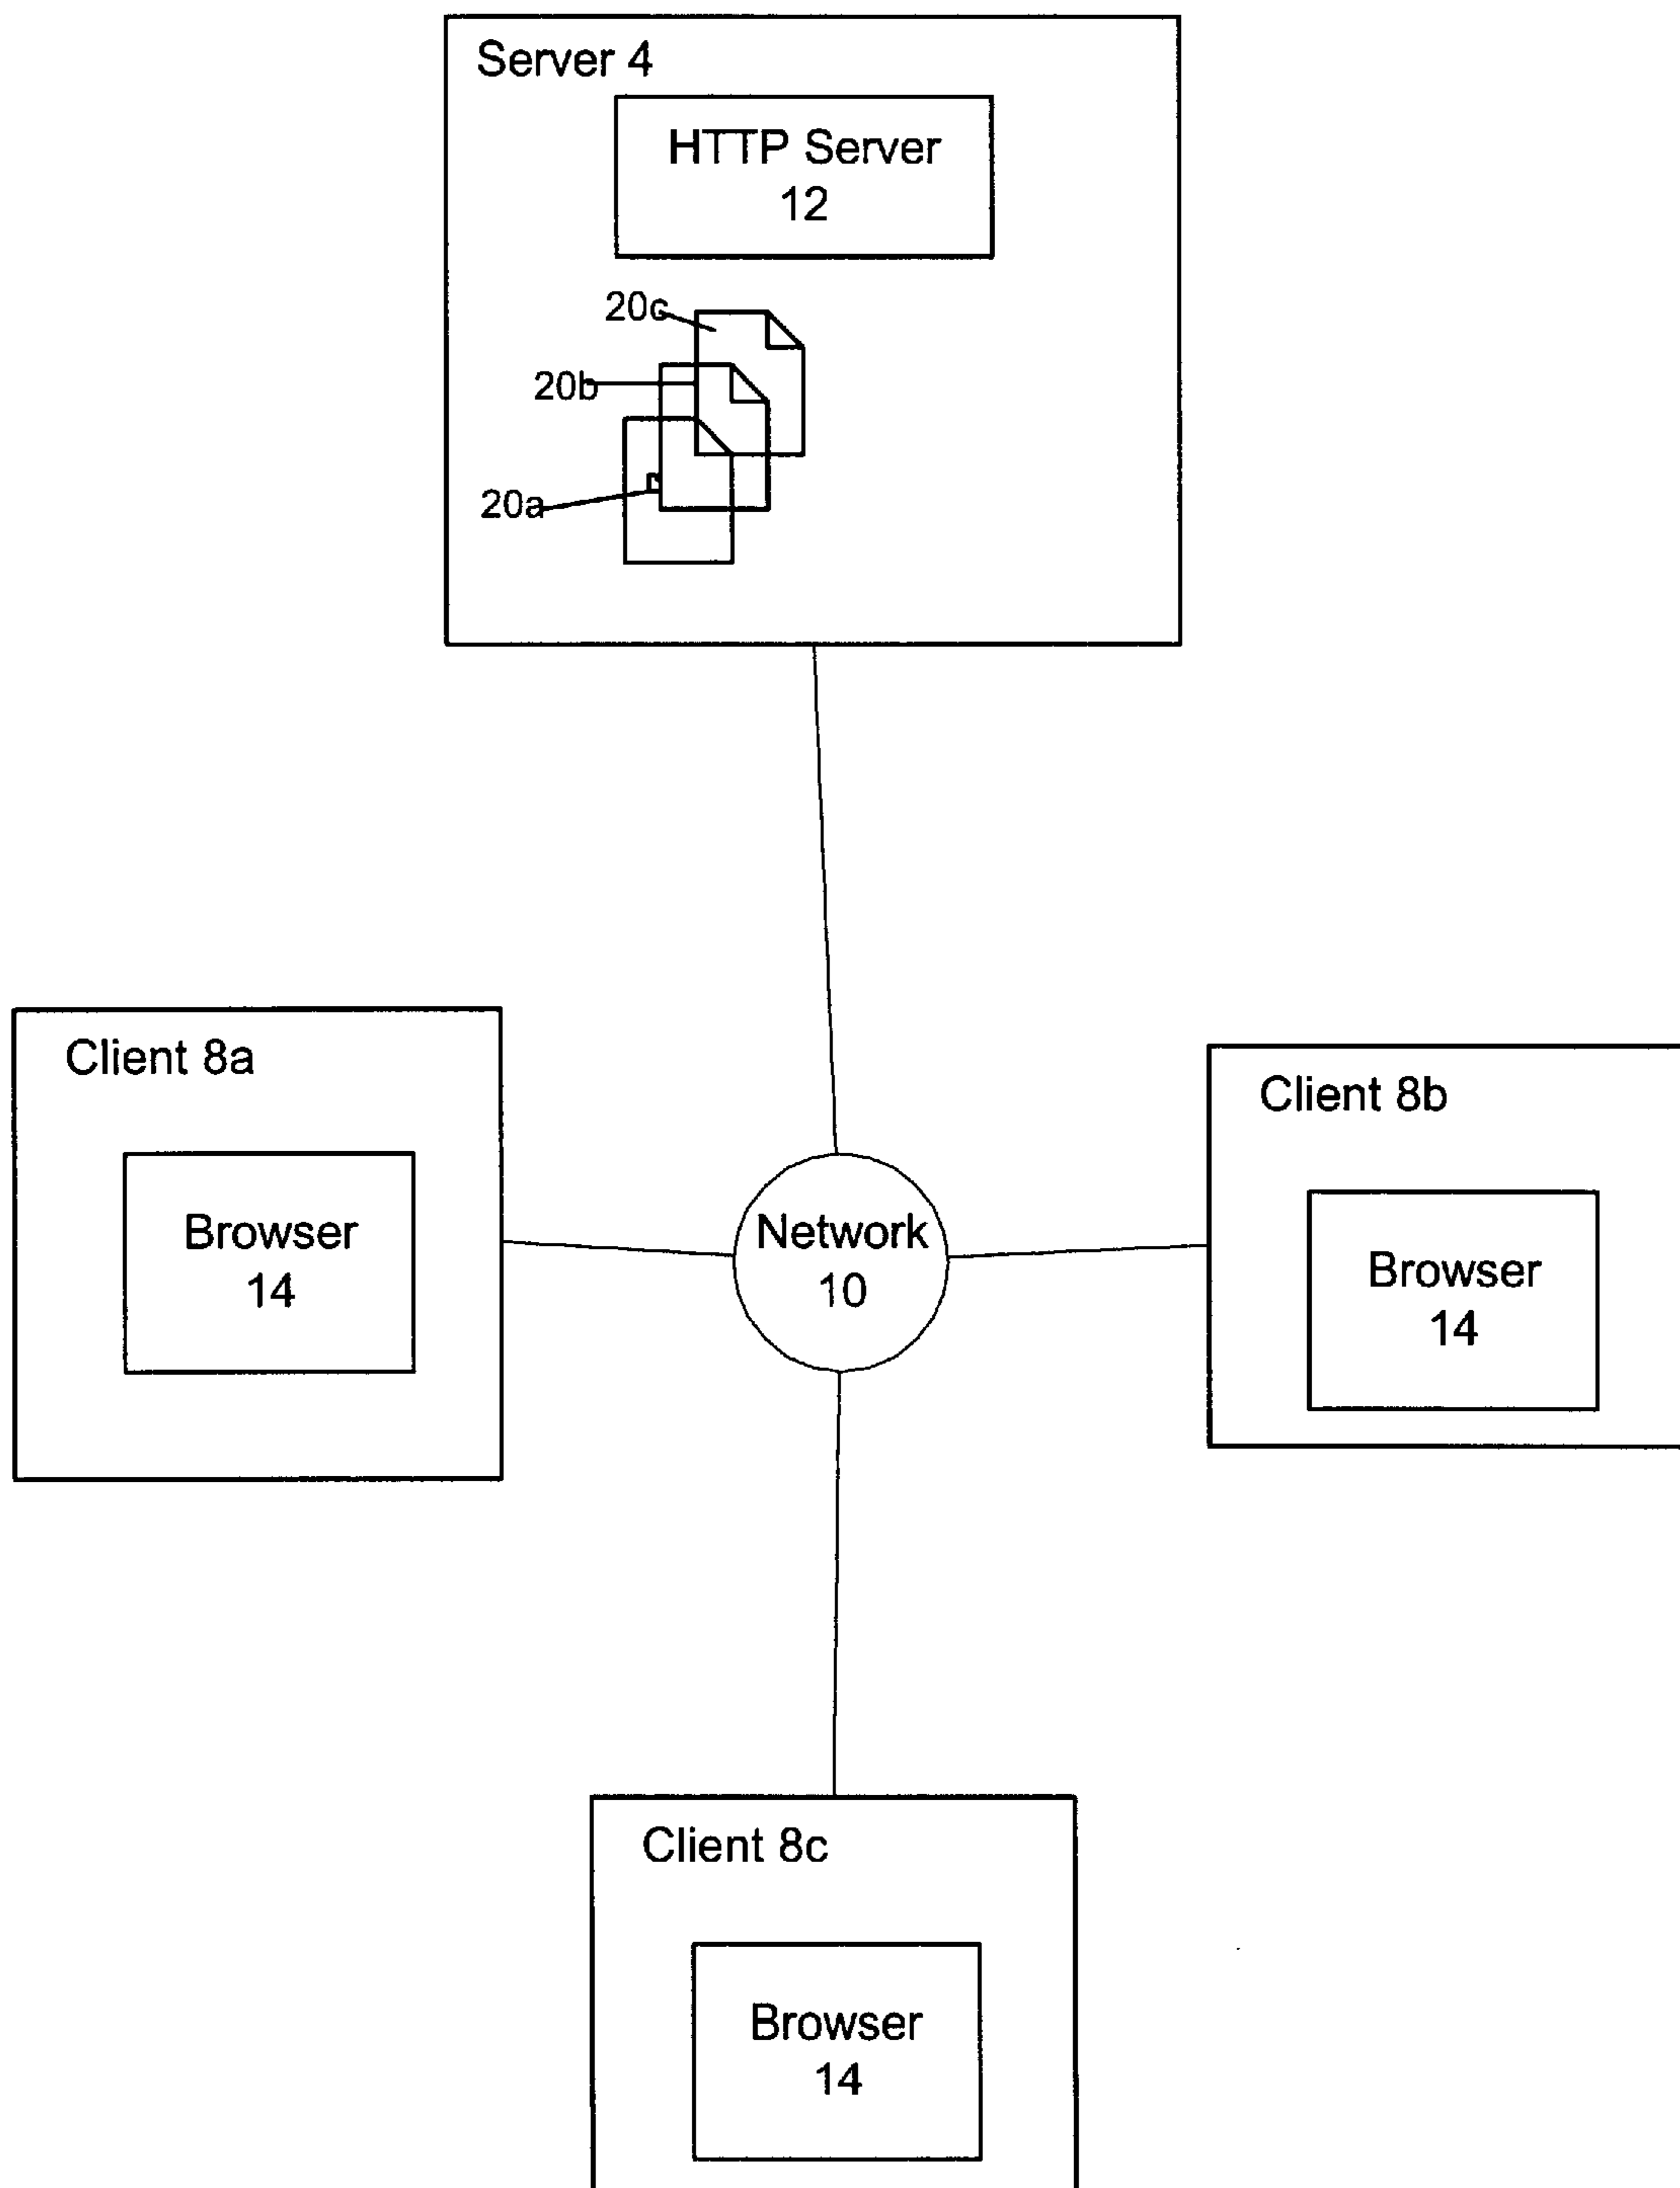 Server 4
HTTP Server
12
20c
20b
20a
Client 8a
Browser
14
Network
10
Client 8b
Browser
14
Client 8c
Browser
14